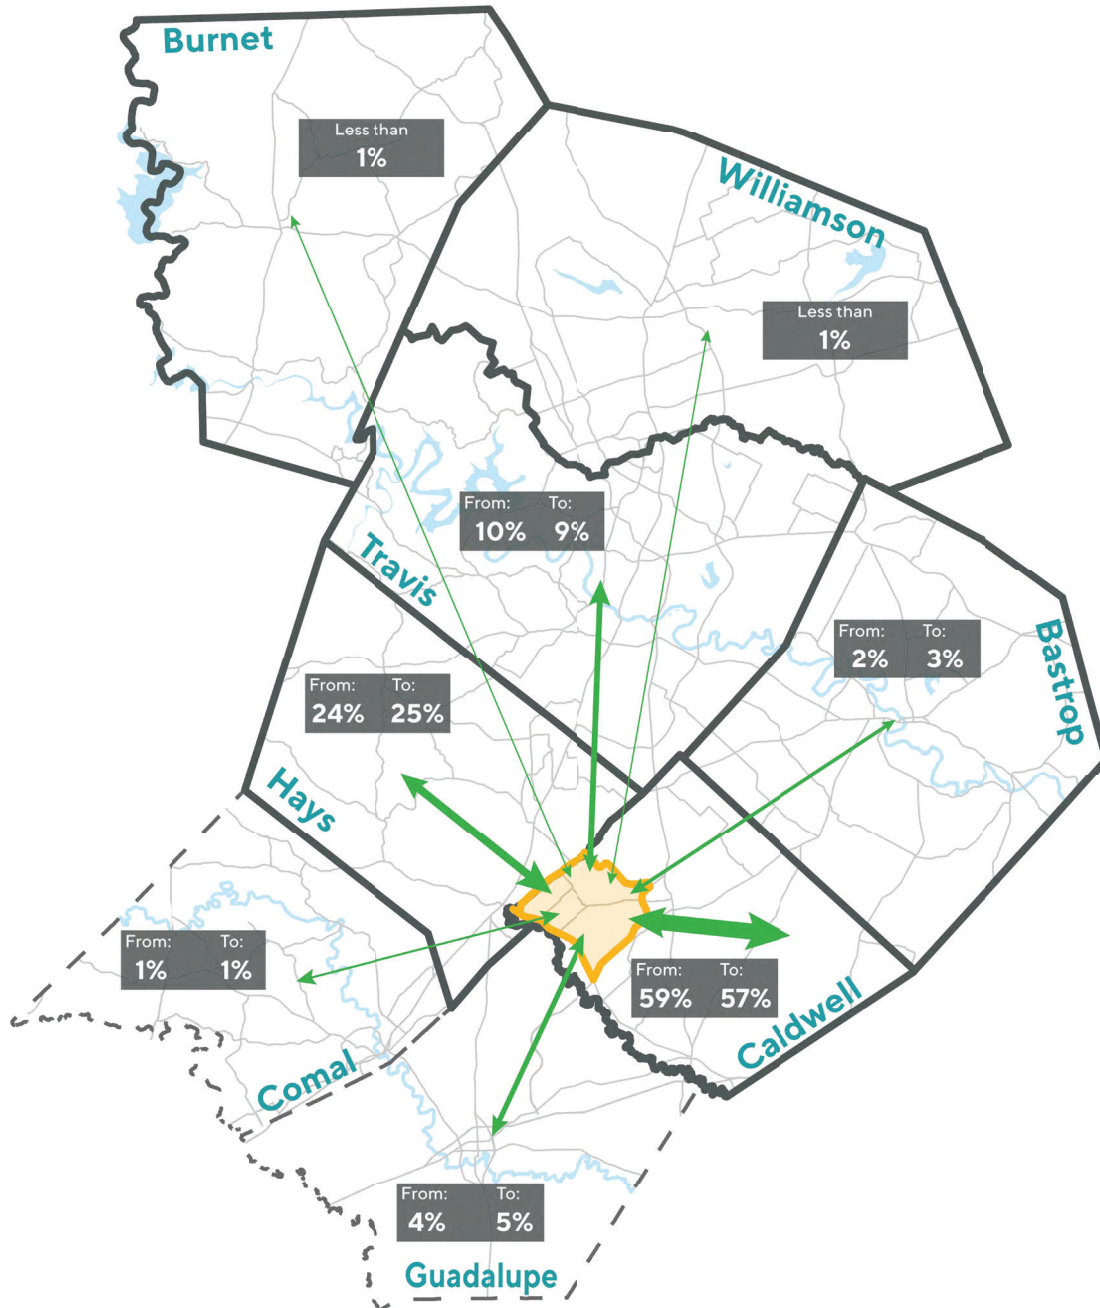 Burnet
Less than
1%
Williamson
Less than
1%
From: To:
10% 9%
Travis
From: To:
2% 3%
Bastrop
From: To:
24% 25%
Hays
From: To:
1% 1%
From: To:
59% 57%
Caldwell
Comal
From: To:
4% 5%
Guadalupe